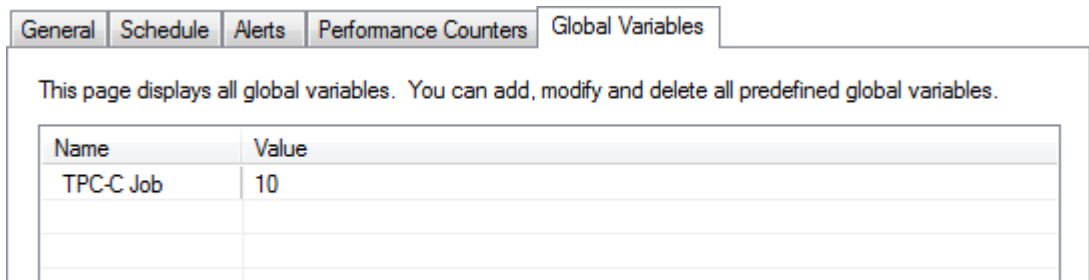 General Schedule Alerts Performance Counters Global Variables
This page displays all global variables.  You can add, modify and delete all predefined global variables.
Name Value
TPC-C Job 10